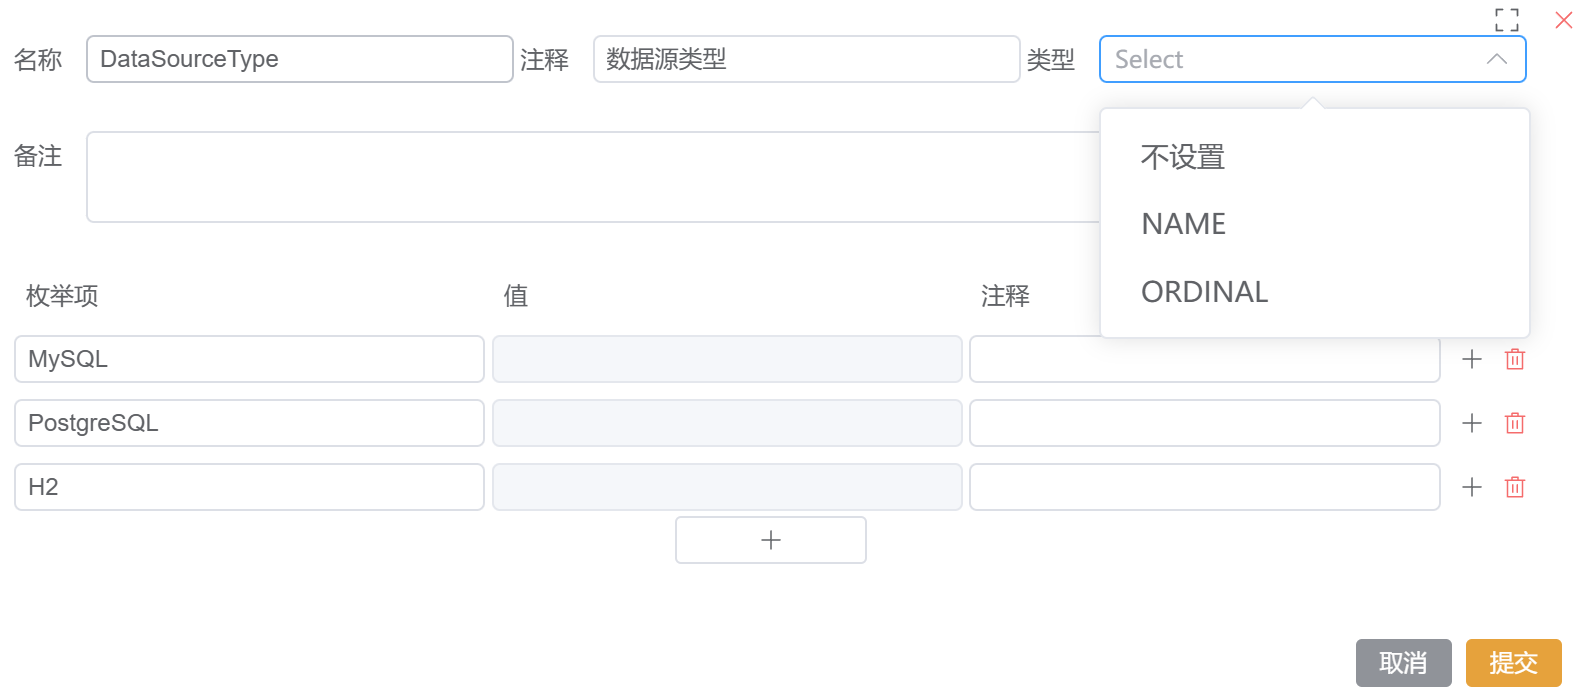 名称 DataSourceType 注释 数据源类型 类型 Select
不设置
NAME
ORDINAL
备注
枚举项 值 注释
MySQL
PostgreSQL
H2
取消 提交